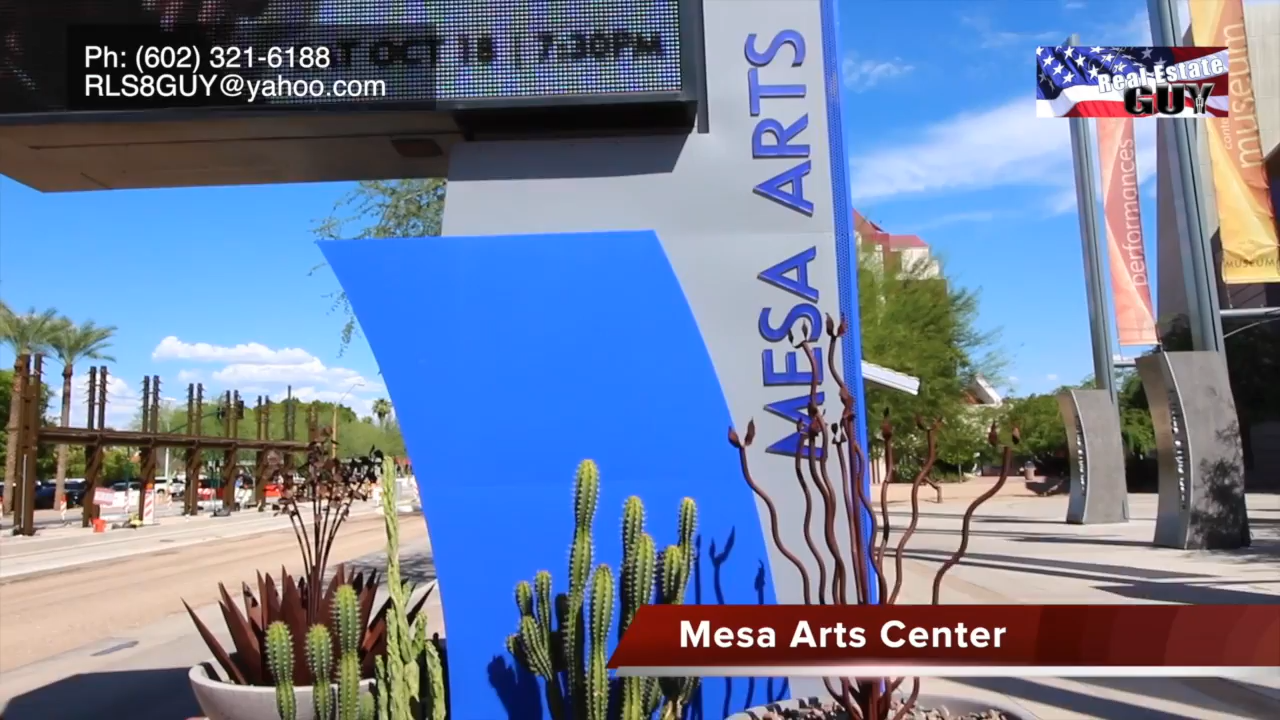 Ph: (602) 321-6188
RLS8GUY@yahoo.com
OCT 18 7:30PM
Real Estate
GUY
MESA ARTS
performances
museum
MUSEUM
Mesa Arts Center